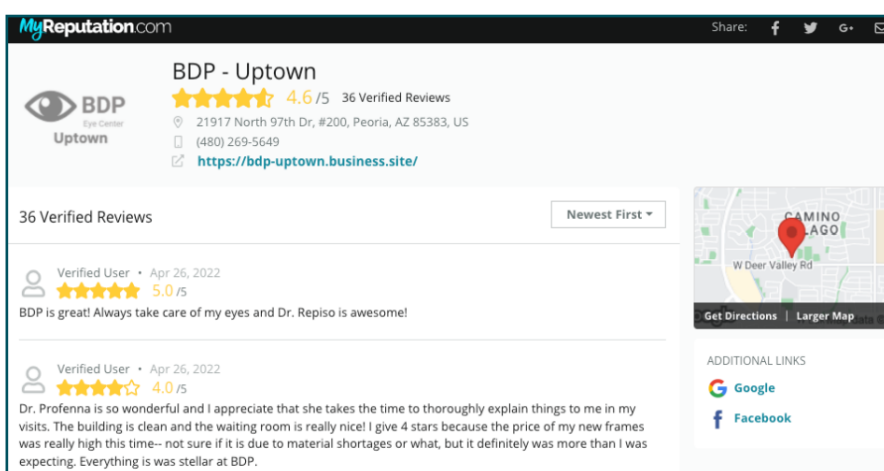 MyReputation.com
Share:
G+
BDP - Uptown
4.6 /5 36 Verified Reviews
BDP
Eye Center
Uptown
21917 North 97th Dr, #200, Peoria, AZ 85383, US
(480) 269-5649
https://bdp-uptown.business.site/
36 Verified Reviews
Newest First
Verified User • Apr 26, 2022
5.0 /5
BDP is great! Always take care of my eyes and Dr. Repiso is awesome!
Verified User • Apr 26, 2022
4.0 /5
Dr. Profenna is so wonderful and I appreciate that she takes the time to thoroughly explain things to me in my
visits. The building is clean and the waiting room is really nice! I give 4 stars because the price of my new frames
was really high this time-- not sure if it is due to material shortages or what, but it definitely was more than I was
expecting. Everything is was stellar at BDP.
CAMINO
W Deer Valley Rd
Get Directions | Larger Map
ADDITIONAL LINKS
Google
Facebook